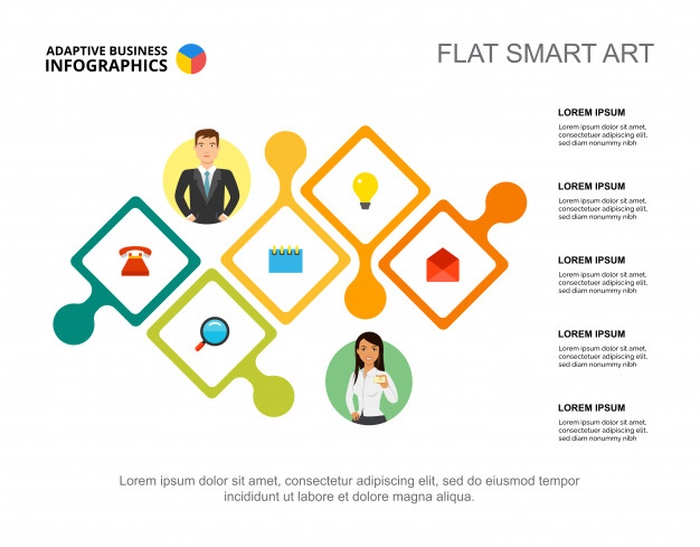 ADAPTIVE BUSINESS
INFOGRAPHICS
FLAT SMART ART
LOREM IPSUM
Lorem ipsum dolor sit amet,
consectetuer adipiscing elit,
sed diam nonummy nibh
LOREM IPSUM
Lorem ipsum dolor sit amet,
consectetuer adipiscing elit,
sed diam nonummy nibh
LOREM IPSUM
Lorem ipsum dolor sit amet,
consectetuer adipiscing elit.
sed diam nonummy nibh
LOREM IPSUM
Lorem ipsum dolor sit amet,
consectetuer adipiscing elit.
sed diam nonummy nibh
LOREM IPSUM
Lorem ipsum dolor sit amet,
consectetuer adipiscing elit.
sed diam nonummy nibh
Lorem ipsum dolor sit amet, consectetur adipiscing elit, sed do eiusmod tempor
incididunt ut labore et dolore magna aliqua.